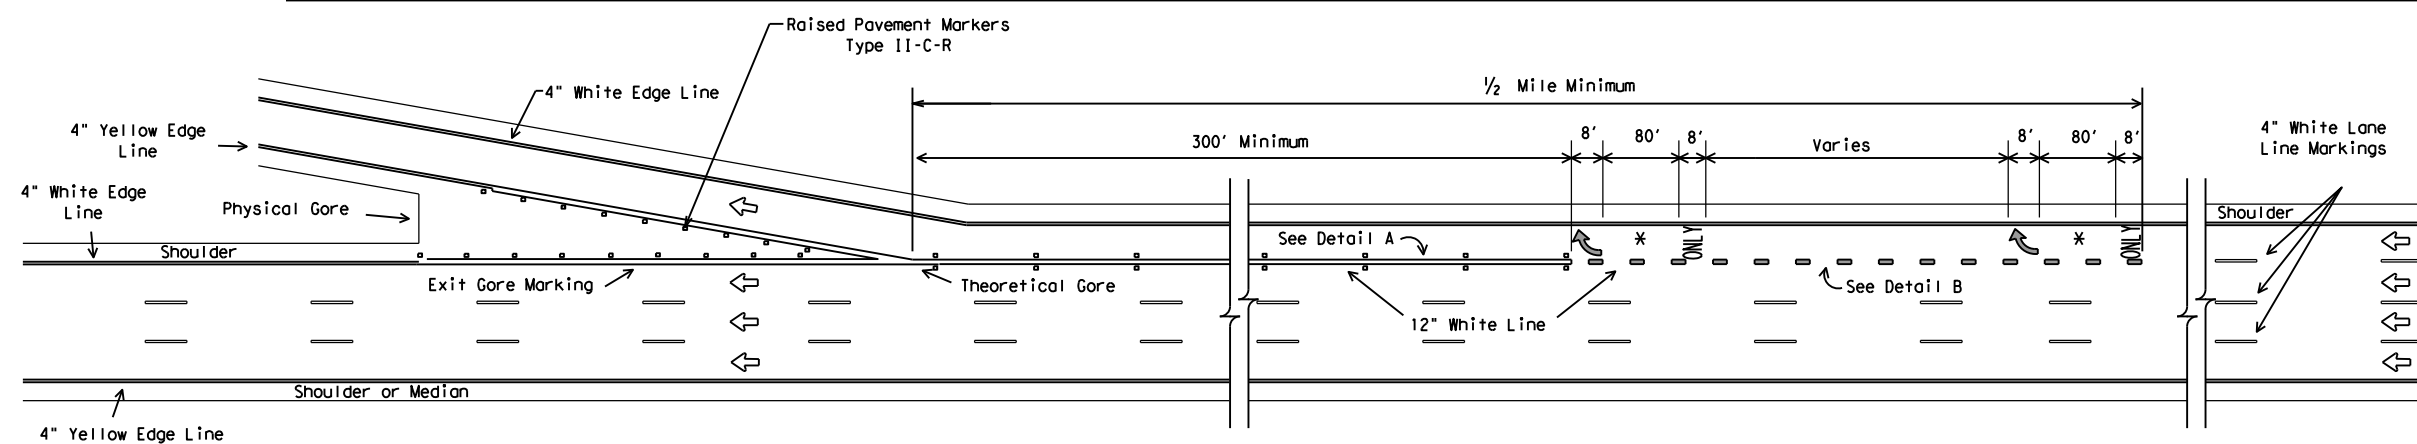 Raised Pavement Markers
Type II-C-R
4" White Edge Line
½ Mile Minimum
4" Yellow Edge
Line
300' Minimum
8'
80'
8'
Varies
8'
80'
8'
4" White Lane
Line Markings
4" White Edge
Line
Physical Gore
Shoulder
Shoulder
See Detail A
*
ONLY
*
ONLY
Exit Gore Marking
Theoretical Gore
See Detail B
12" White Line
Shoulder or Median
4" Yellow Edge Line